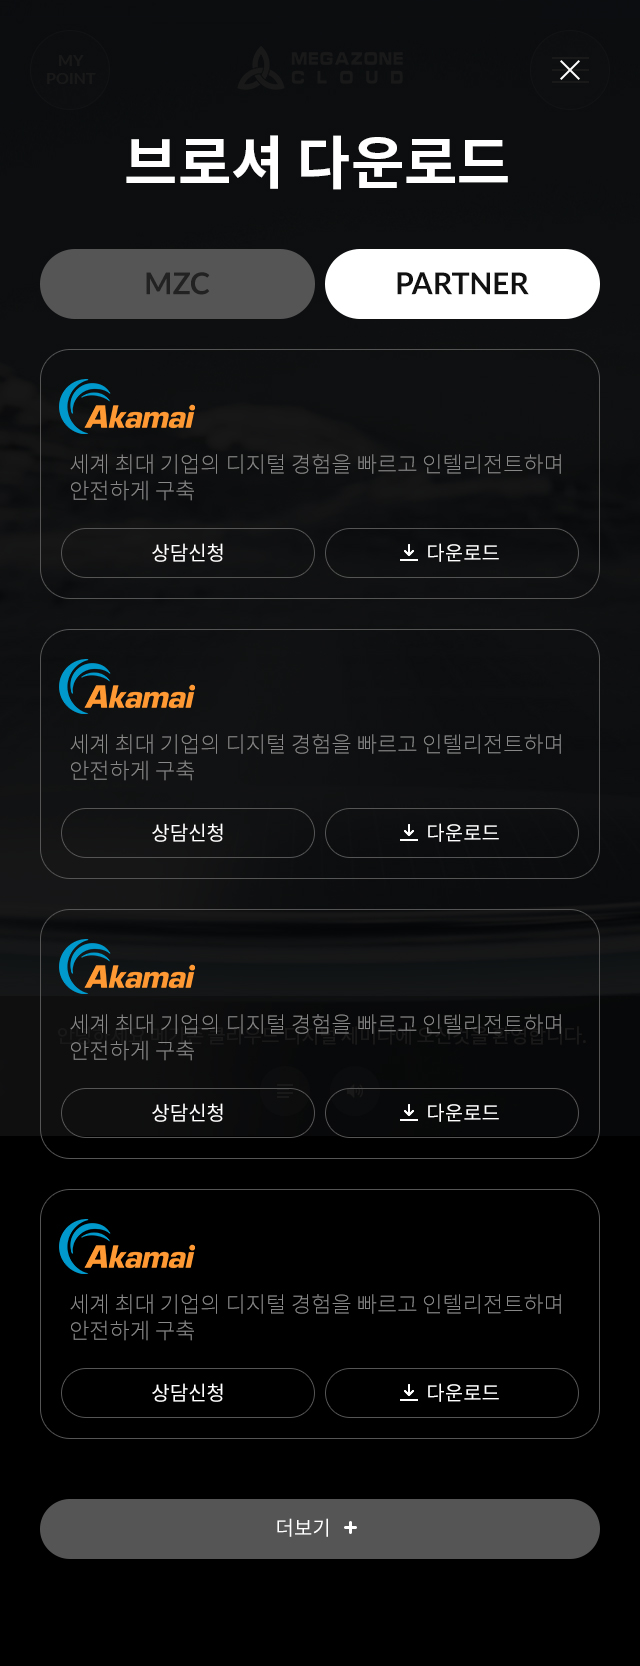 MY
POINT
MEGAZONE
CLOUD
브로셔 다운로드
MZC
PARTNER
Akamai
세계 최대 기업의 디지털 경험을 빠르고 인텔리전트하며
안전하게 구축
상담신청
다운로드
Akamai
세계 최대 기업의 디지털 경험을 빠르고 인텔리전트하며
안전하게 구축
상담신청
다운로드
Akamai
세계 최대 기업의 디지털 경험을 빠르고 인텔리전트하며
안전하게 구축
상담신청
다운로드
Akamai
세계 최대 기업의 디지털 경험을 빠르고 인텔리전트하며
안전하게 구축
상담신청
다운로드
더보기 +